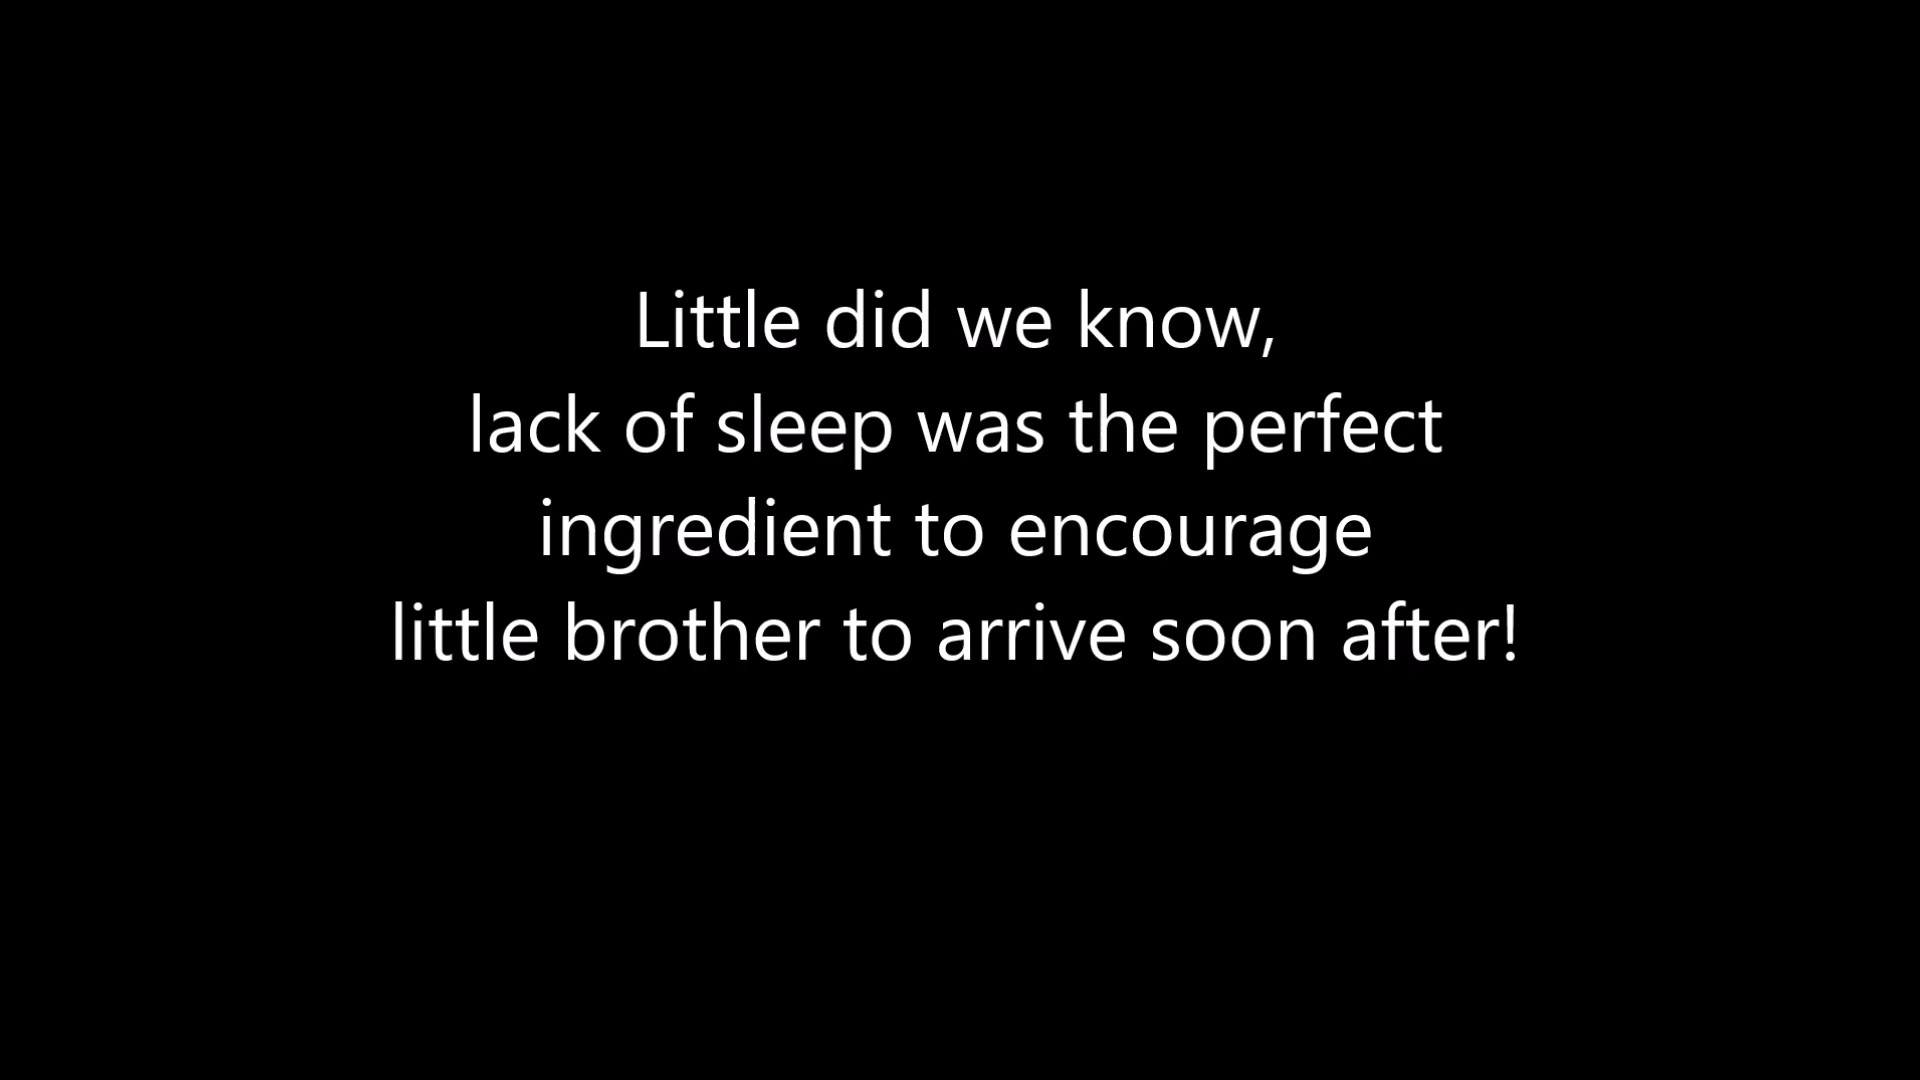 Little did we know,
lack of sleep was the perfect
ingredient to encourage
little brother to arrive soon after!